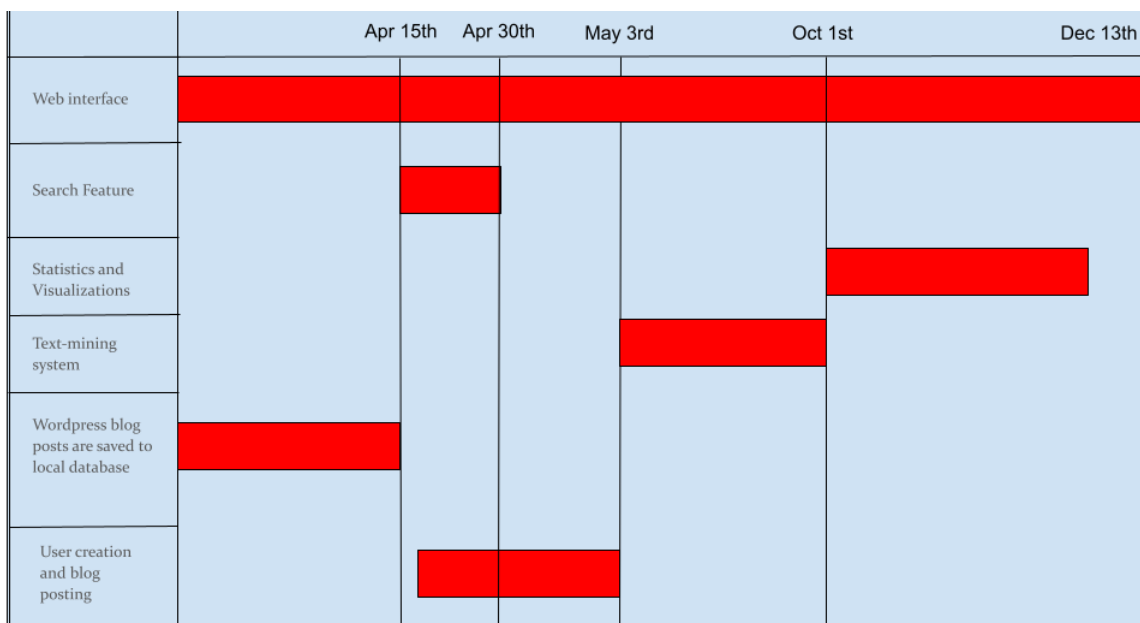 Apr 15th Apr 30th May 3rd Oct 1st Dec 13th
Web interface
Search Feature
Statistics and
Visualizations
Text-mining
system
Wordpress blog
posts are saved to
local database
User creation
and blog
posting